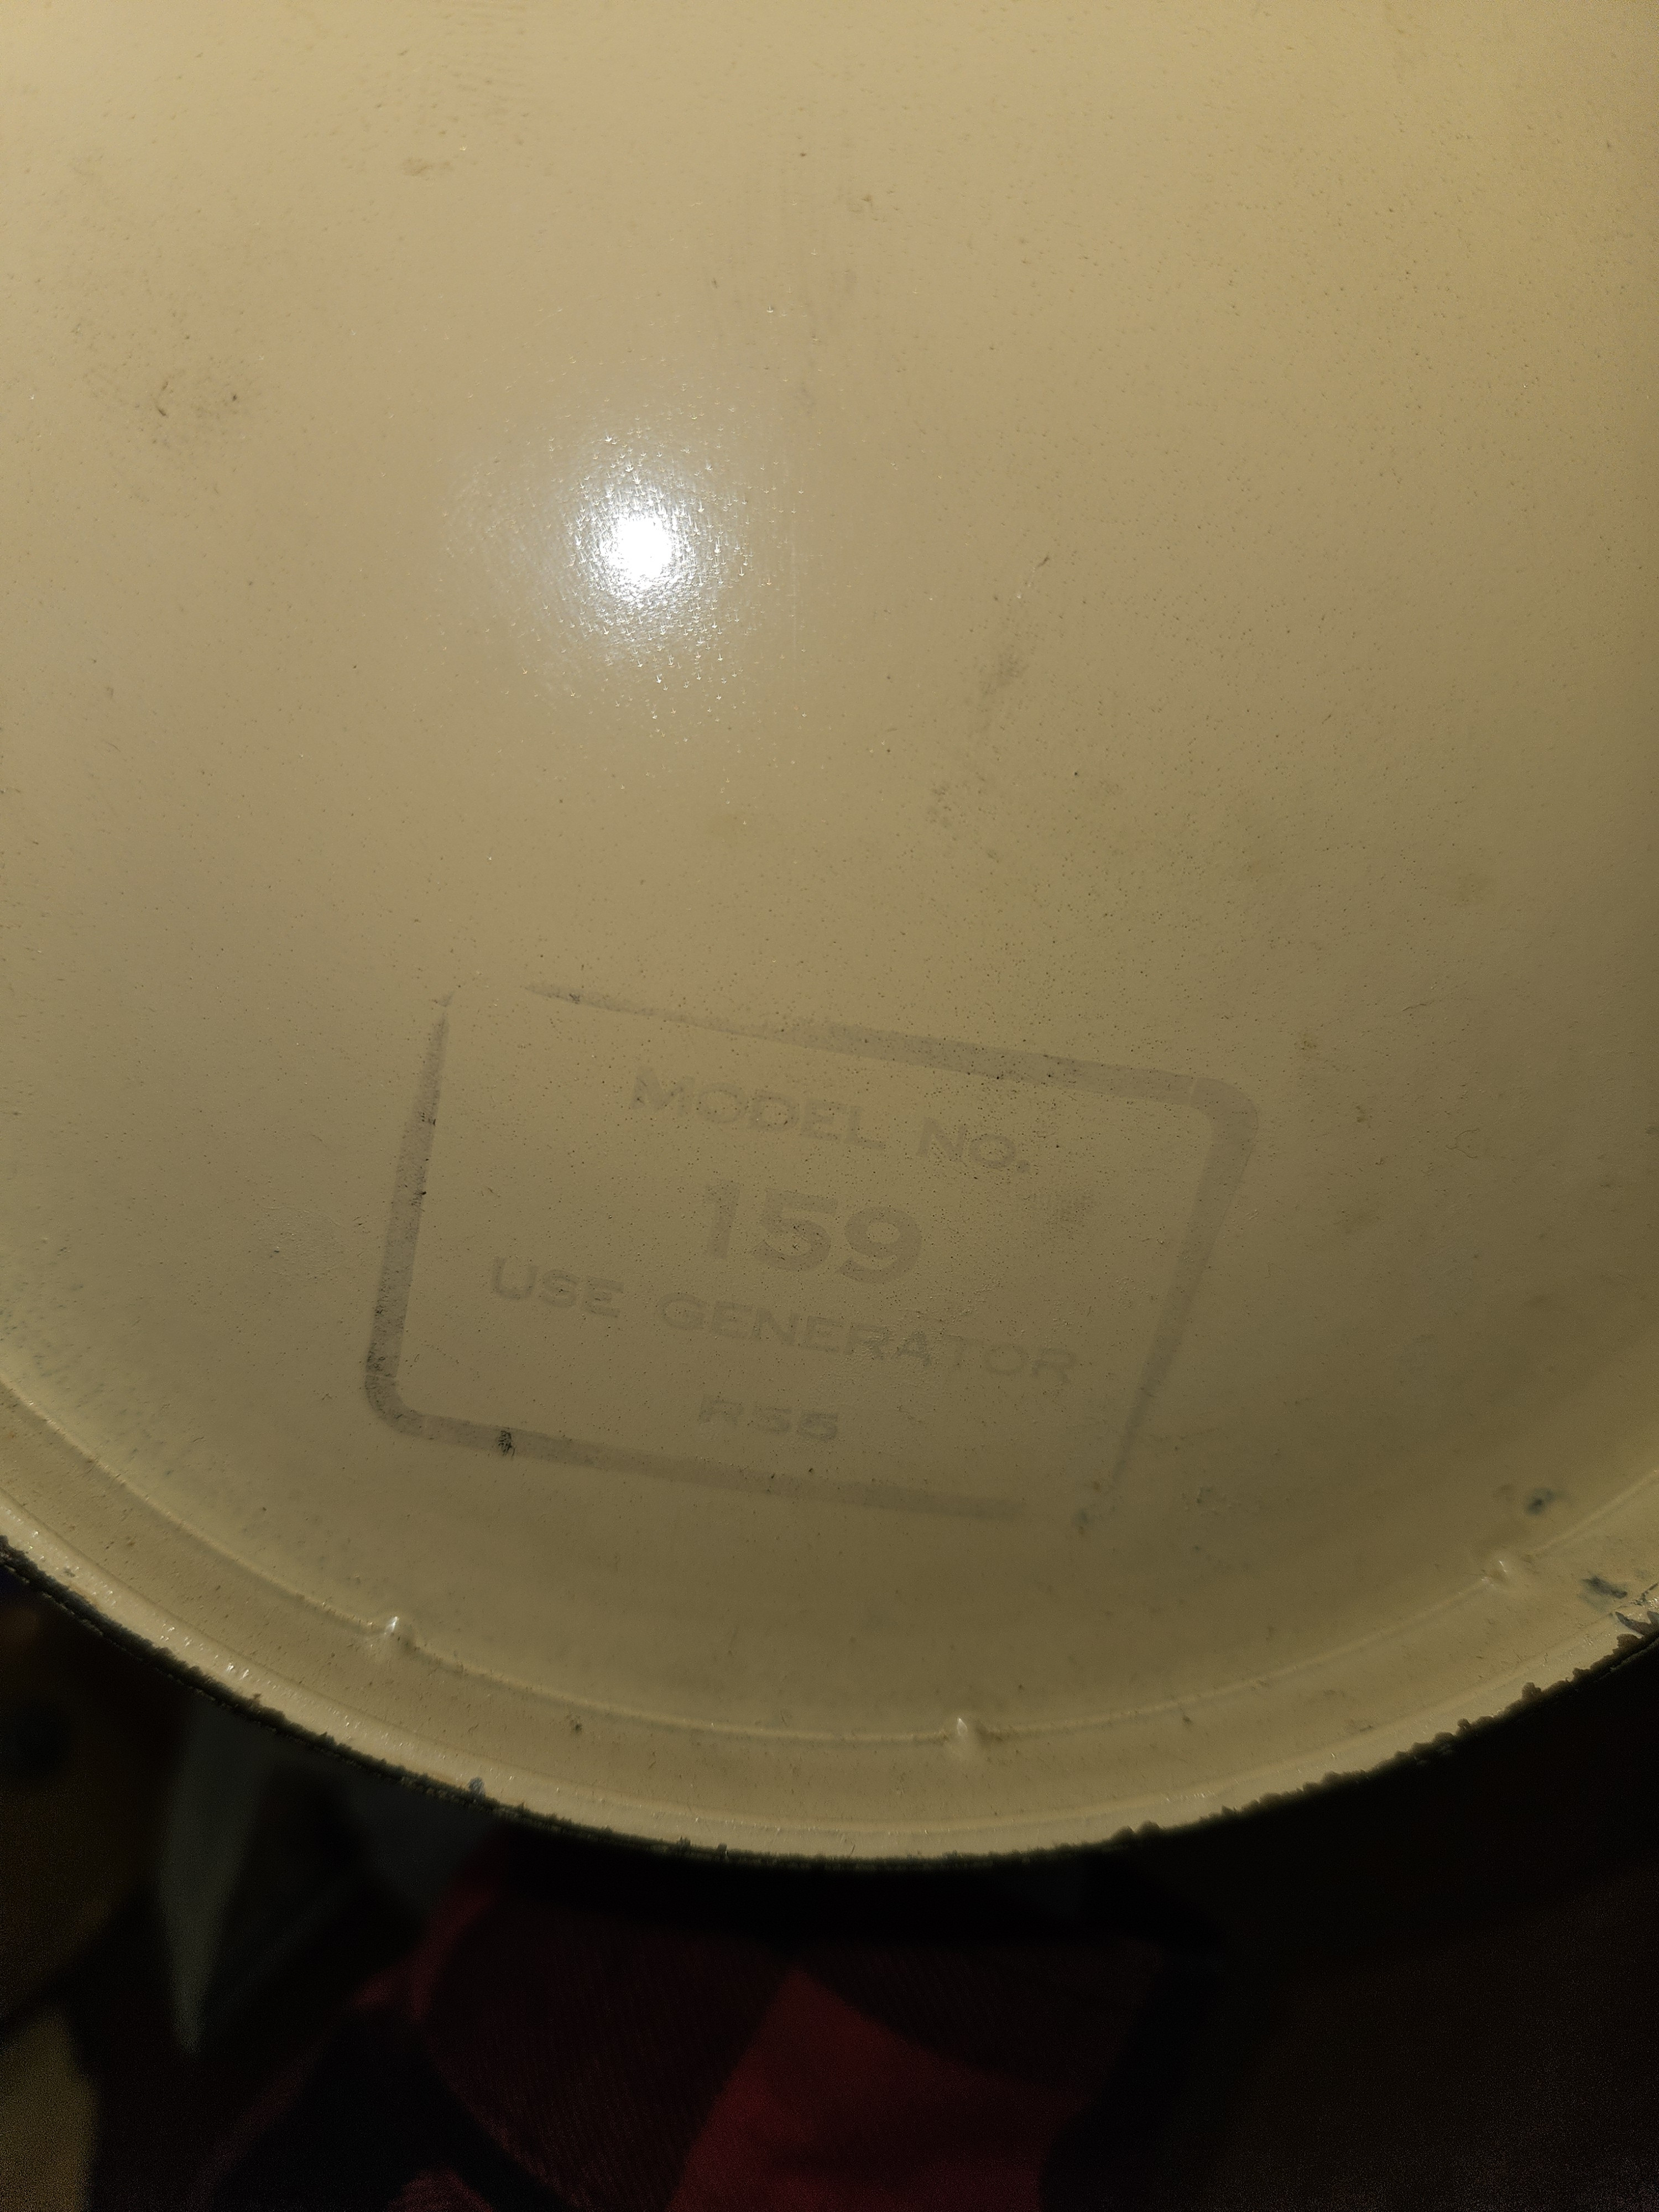 MODEL NO.
159
USE GENERATOR
R55